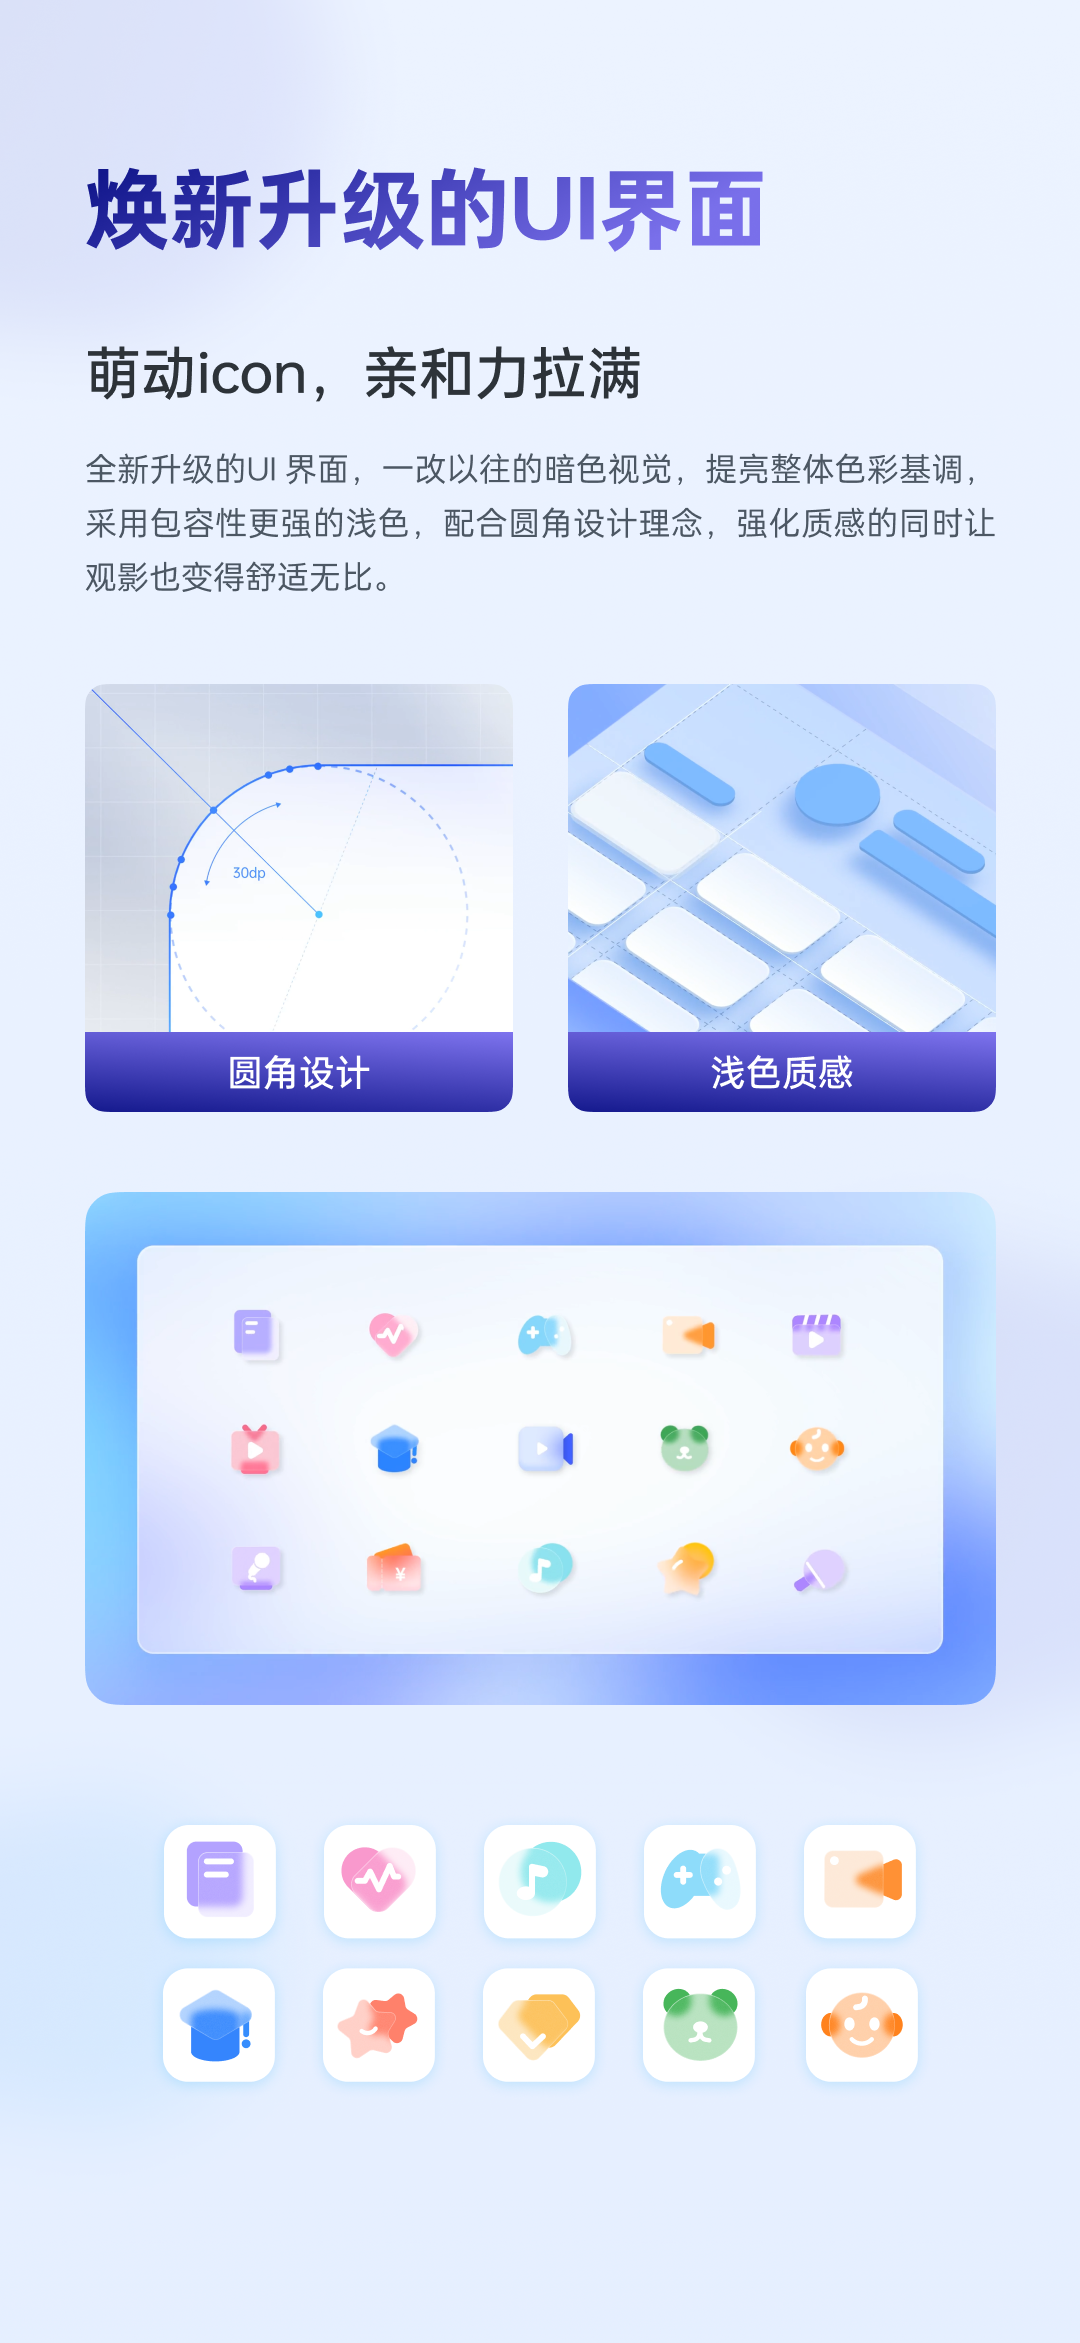 焕新升级的UI界面
萌动icon，亲和力拉满
全新升级的UI 界面，一改以往的暗色视觉，提亮整体色彩基调，
采用包容性更强的浅色，配合圆角设计理念，强化质感的同时让
观影也变得舒适无比。
30dp
圆角设计
浅色质感
¥